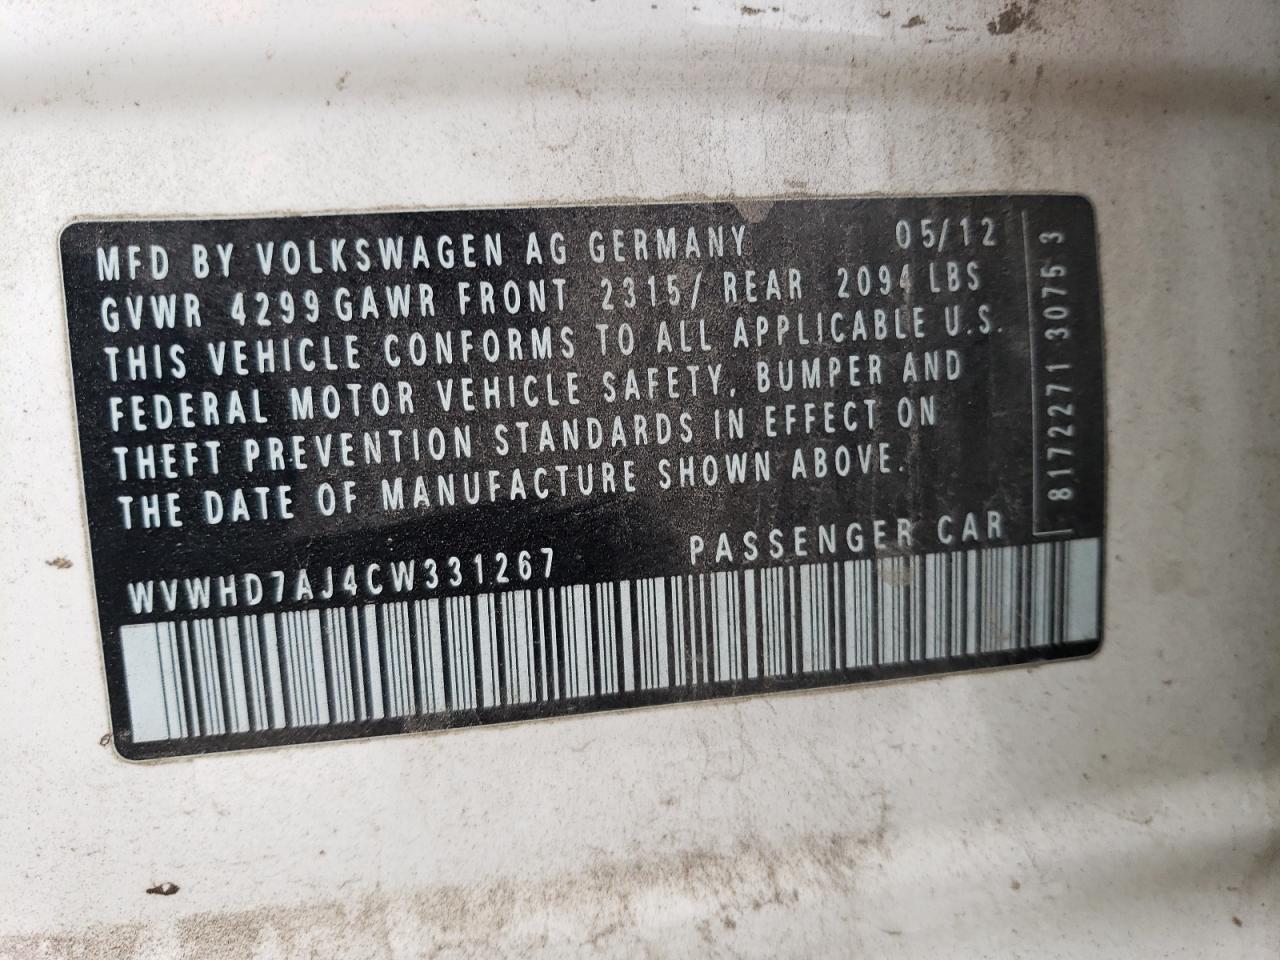 MFD BY VOLKSWAGEN AG GERMANY 05/12
GVWR 4299 GAWR FRONT 2315/ REAR 2094 LBS
THIS VEHICLE CONFORMS TO ALL APPLICABLE U.S.
FEDERAL MOTOR VEHICLE SAFETY, BUMPER AND
THEFT PREVENTION STANDARDS IN EFFECT ON
THE DATE OF MANUFACTURE SHOWN ABOVE.
WVWHD7AJ4CW331267 PASSENGER CAR
8172271 3075 3